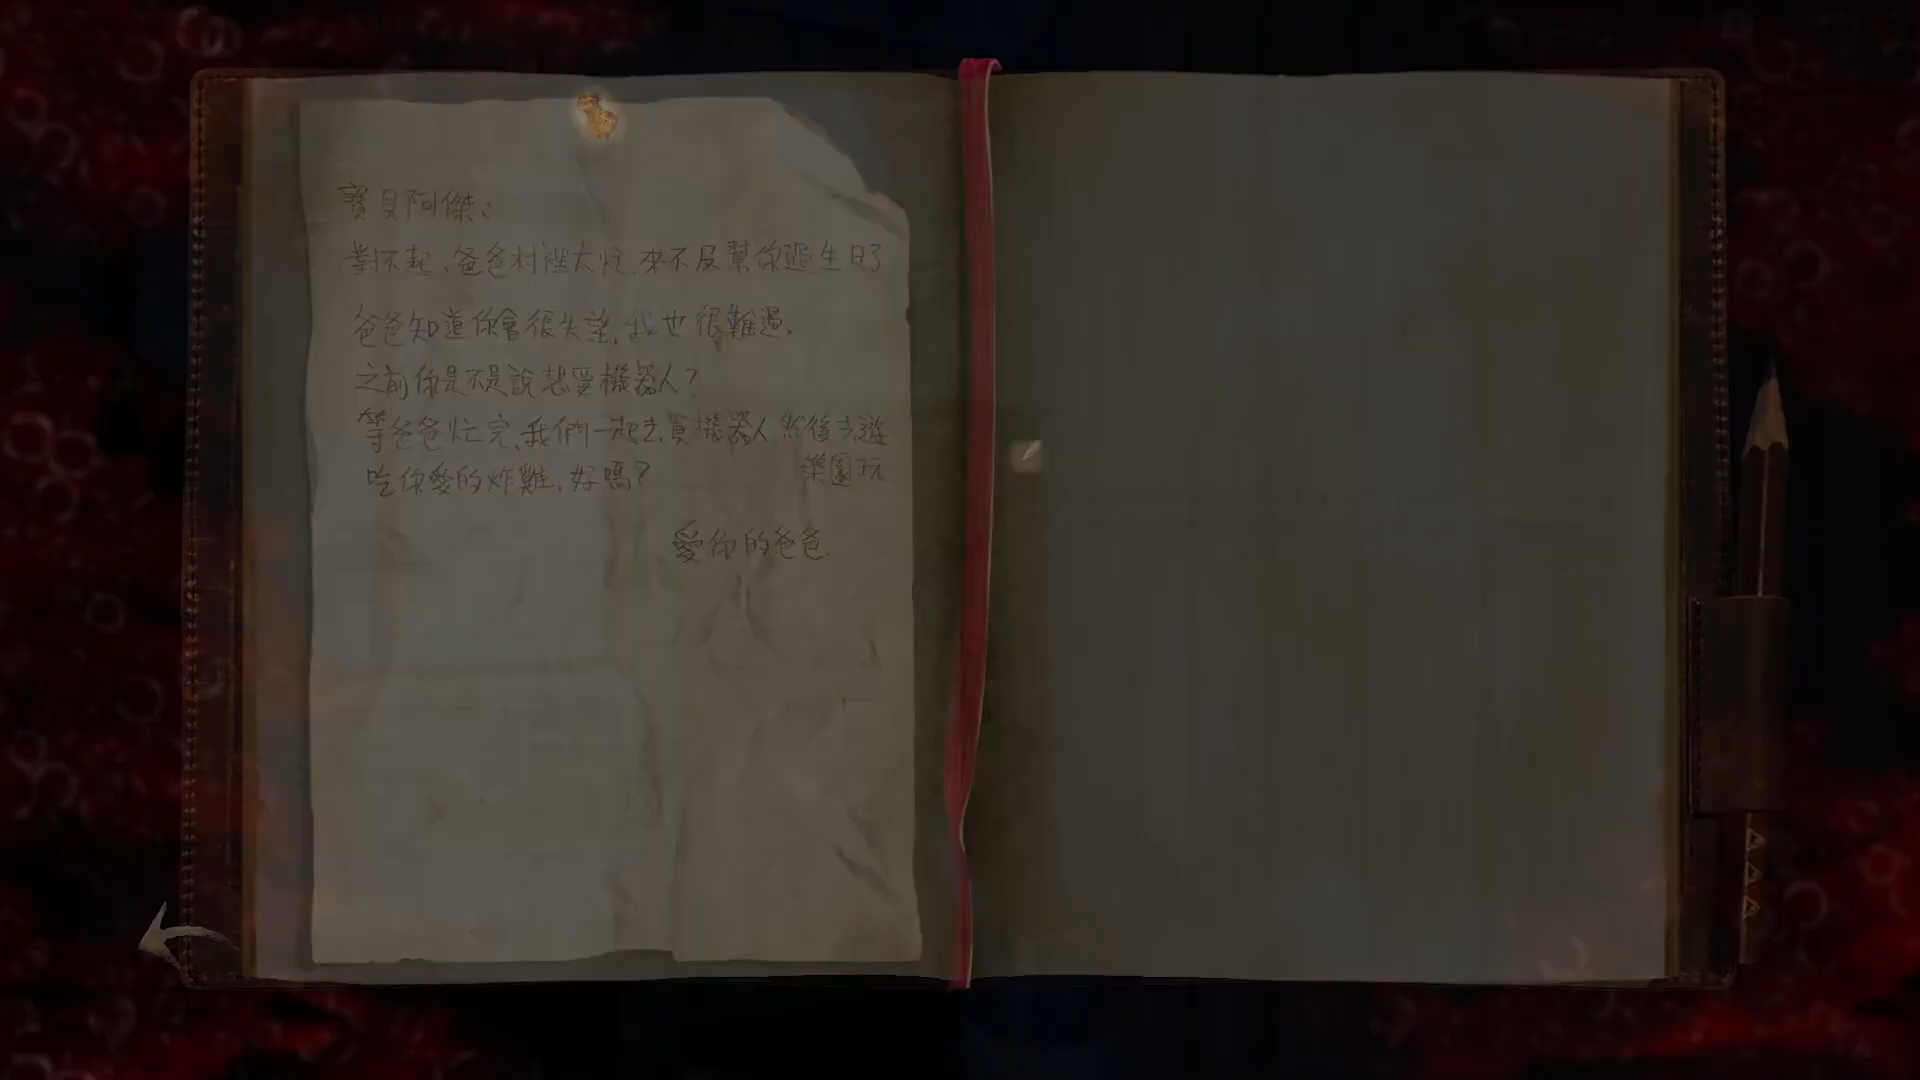 寶貝阿傑：
對不起，爸爸村裡太忙，來不及幫你過生日了
爸爸知道你會很失望，我也很難過。
之前你是不是說想要機器人？
等爸爸忙完，我們一起去買機器人 然後去遊
樂園玩
吃你愛的炸雞，好嗎？
愛你的爸爸